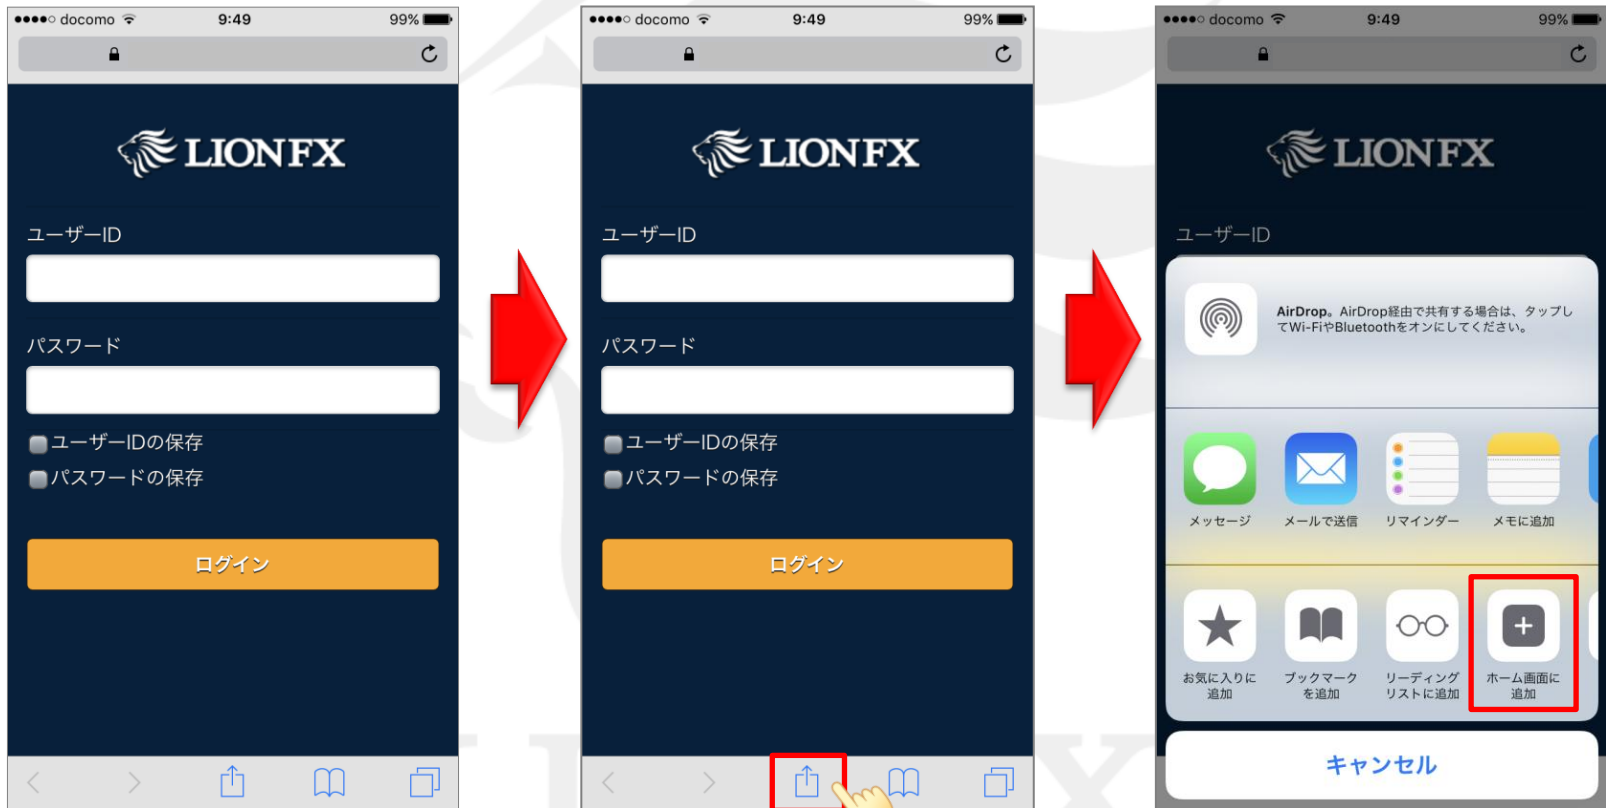 docomo 9:49 99%
LION FX
ユーザーID
パスワード
ユーザーIDの保存
パスワードの保存
ログイン
docomo 9:49 99%
LION FX
ユーザーID
パスワード
ユーザーIDの保存
パスワードの保存
ログイン
docomo 9:49 99%
LION FX
ユーザーID
AirDrop。AirDrop経由で共有する場合は、タップし
てWi-FiやBluetoothをオンにしてください。
メッセージ
メールで送信
リマインダー
メモに追加
お気に入りに
追加
ブックマーク
を追加
リーディング
リストに追加
ホーム画面に
追加
キャンセル